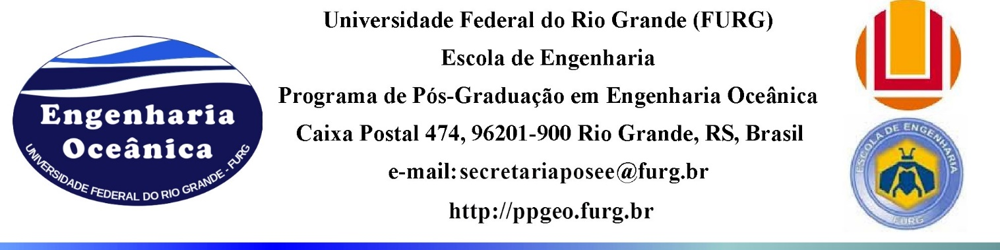 Engenharia
Oceânica
UNIVERSIDADE FEDERAL DO RIO GRANDE - FURG
Universidade Federal do Rio Grande (FURG)
Escola de Engenharia
Programa de Pós-Graduação em Engenharia Oceânica
Caixa Postal 474, 96201-900 Rio Grande, RS, Brasil
e-mail: secretariaposee@furg.br
http://ppgeo.furg.br
ESCOLA DE ENGENHARIA
FURG